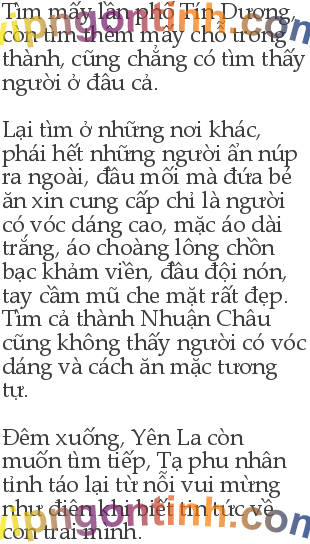 Tìm mấy lần phố Tín Dương,
còn tìm thêm mấy chỗ trong
thành, cũng chẳng có tìm thấy
người ở đâu cả.
Lại tìm ở những nơi khác,
phái hết những người ẩn núp
ra ngoài, đầu mối mà đứa bé
ăn xin cung cấp chỉ là người
có vóc dáng cao, mặc áo dài
trắng, áo choàng lông chồn
bạc khảm viền, đầu đội nón,
tay cầm mũ che mặt rất đẹp.
Tìm cả thành Nhuận Châu
cũng không thấy người có vóc
dáng và cách ăn mặc tương
tự.
Đêm xuống, Yên La còn
muốn tìm tiếp, Tạ phu nhân
tỉnh táo lại từ nỗi vui mừng
như điên khi biết tin tức về
con trai mình.
vipngontinh.com
vipngontinh.com